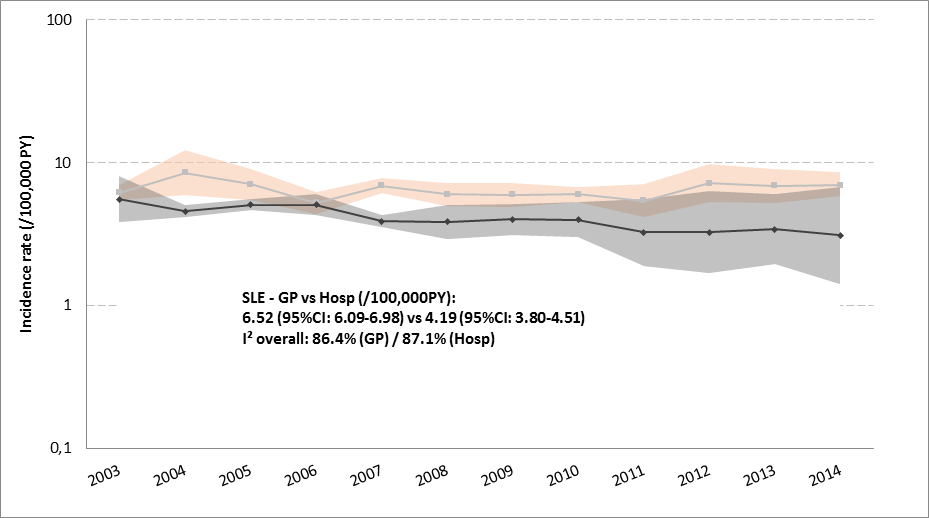 100
10
1
0,1
Incidence rate (/100,000 PY)
SLE - GP vs Hosp (/100,000PY):
6.52 (95%CI: 6.09-6.98) vs 4.19 (95%CI: 3.80-4.51)
I² overall: 86.4% (GP) / 87.1% (Hosp)
2003 2004 2005 2006 2007 2008 2009 2010 2011 2012 2013 2014